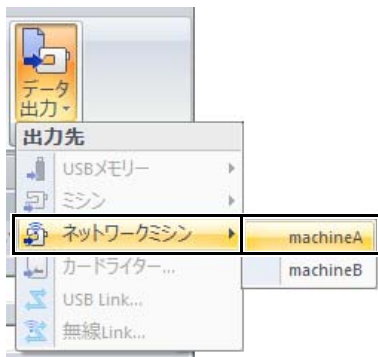 データ
出力
出力先
USBメモリー
ミシン
ネットワークミシン
machineA
カードライター...
machineB
USB Link...
無線Link...